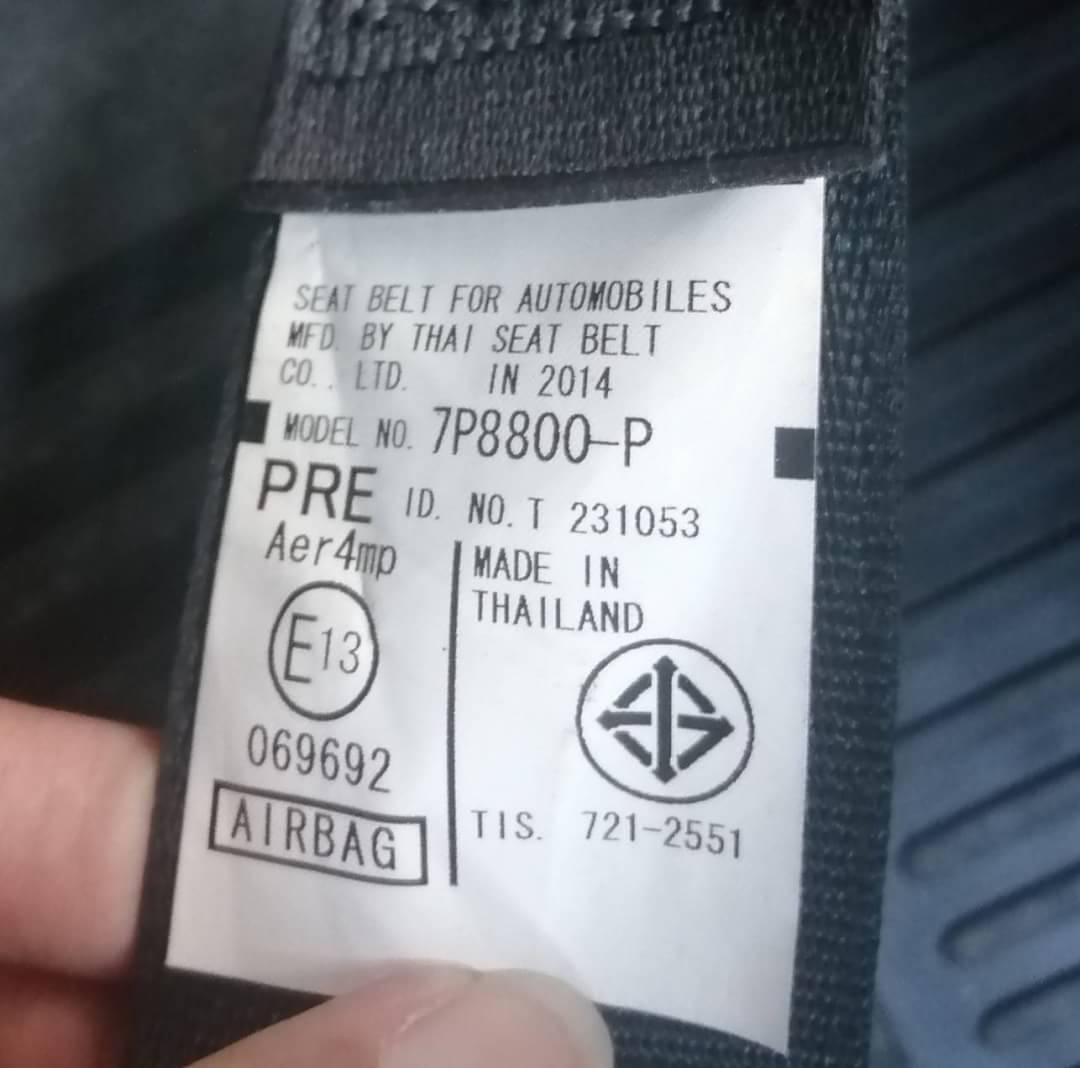 SEAT BELT FOR AUTOMOBILES
MFD. BY THAI SEAT BELT
CO., LTD. IN 2014
MODEL NO. 7P8800-P
PRE ID. NO. T 231053
Aer4mp
E13
069692
AIRBAG
MADE IN
THAILAND
TIS. 721-2551